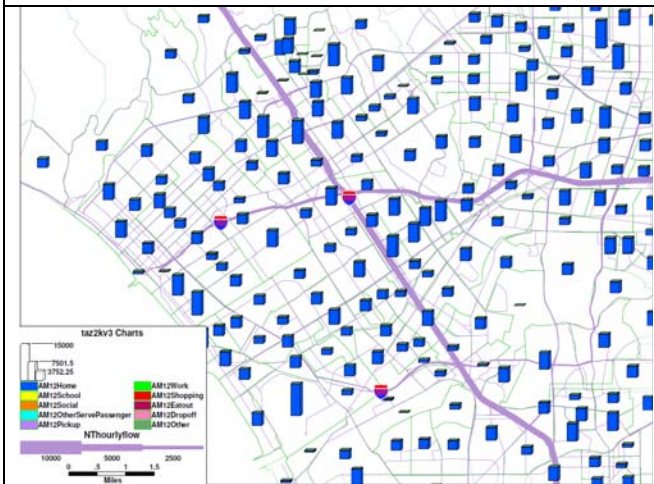 taz2kv3 Charts
15000
7501.5
3752.25
AM12Home
AM12Work
AM12School
AM12Shopping
AM12Social
AM12Eatout
AM12OtherServePassenger
AM12Dropoff
AM12Pickup
AM12Other
NThourlyflow
10000 5000 2500
0 .5 1 1.5
Miles